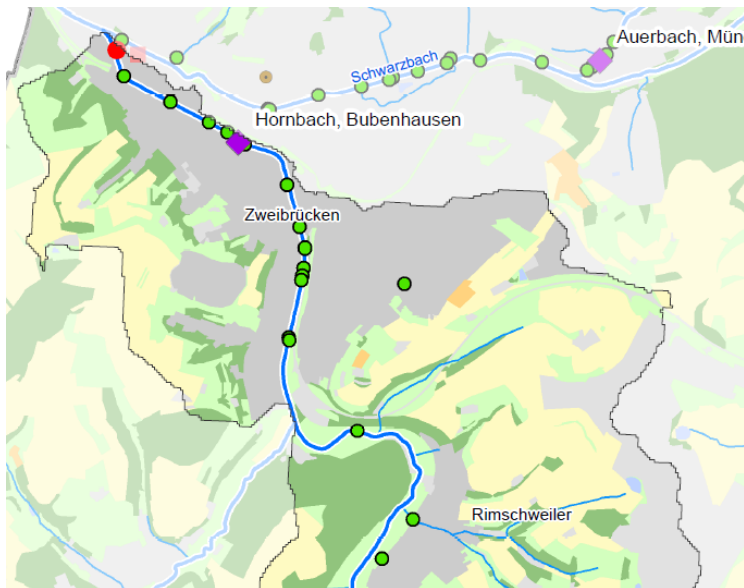 Auerbach, Mün
Schwarzbach
Hornbach, Bubenhausen
Zweibrücken
Rimschweiler